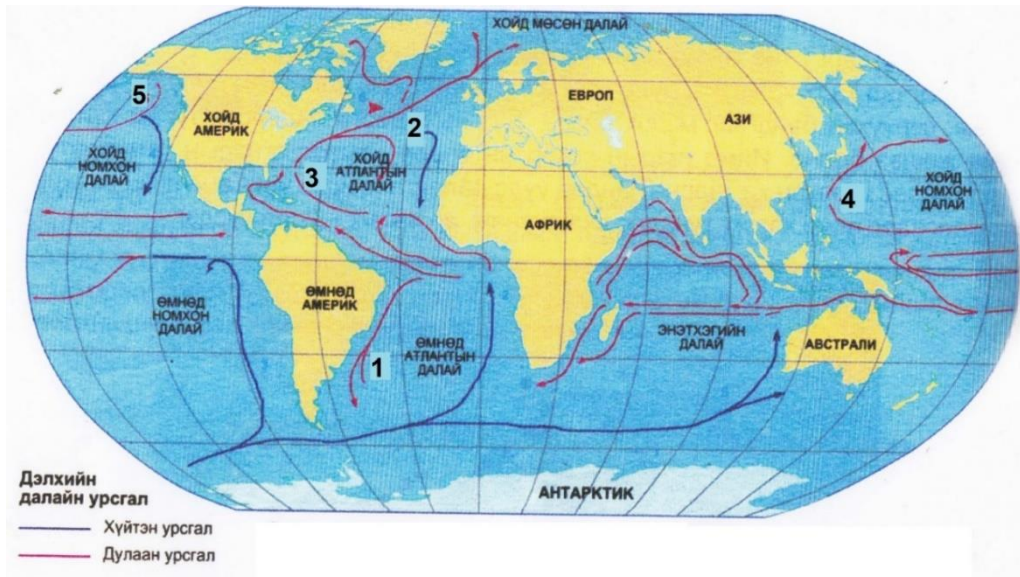 ХОЙД МӨСӨН ДАЛАЙ
5
ХОЙД
АМЕРИК
ЕВРОП
АЗИ
2
ХОЙД
НОМХОН
ДАЛАЙ
3
ХОЙД
АТЛАНТЫН
ДАЛАЙ
4
ХОЙД
НОМХОН
ДАЛАЙ
АФРИК
ӨМНӨД
НОМХОН
ДАЛАЙ
ӨМНӨД
АМЕРИК
1
ӨМНӨД
АТЛАНТЫН
ДАЛАЙ
ЭНЭТХЭГИЙН
ДАЛАЙ
АВСТРАЛИ
АНТАРКТИК
Дэлхийн
далайн урсгал
Хүйтэн урсгал
Дулаан урсгал